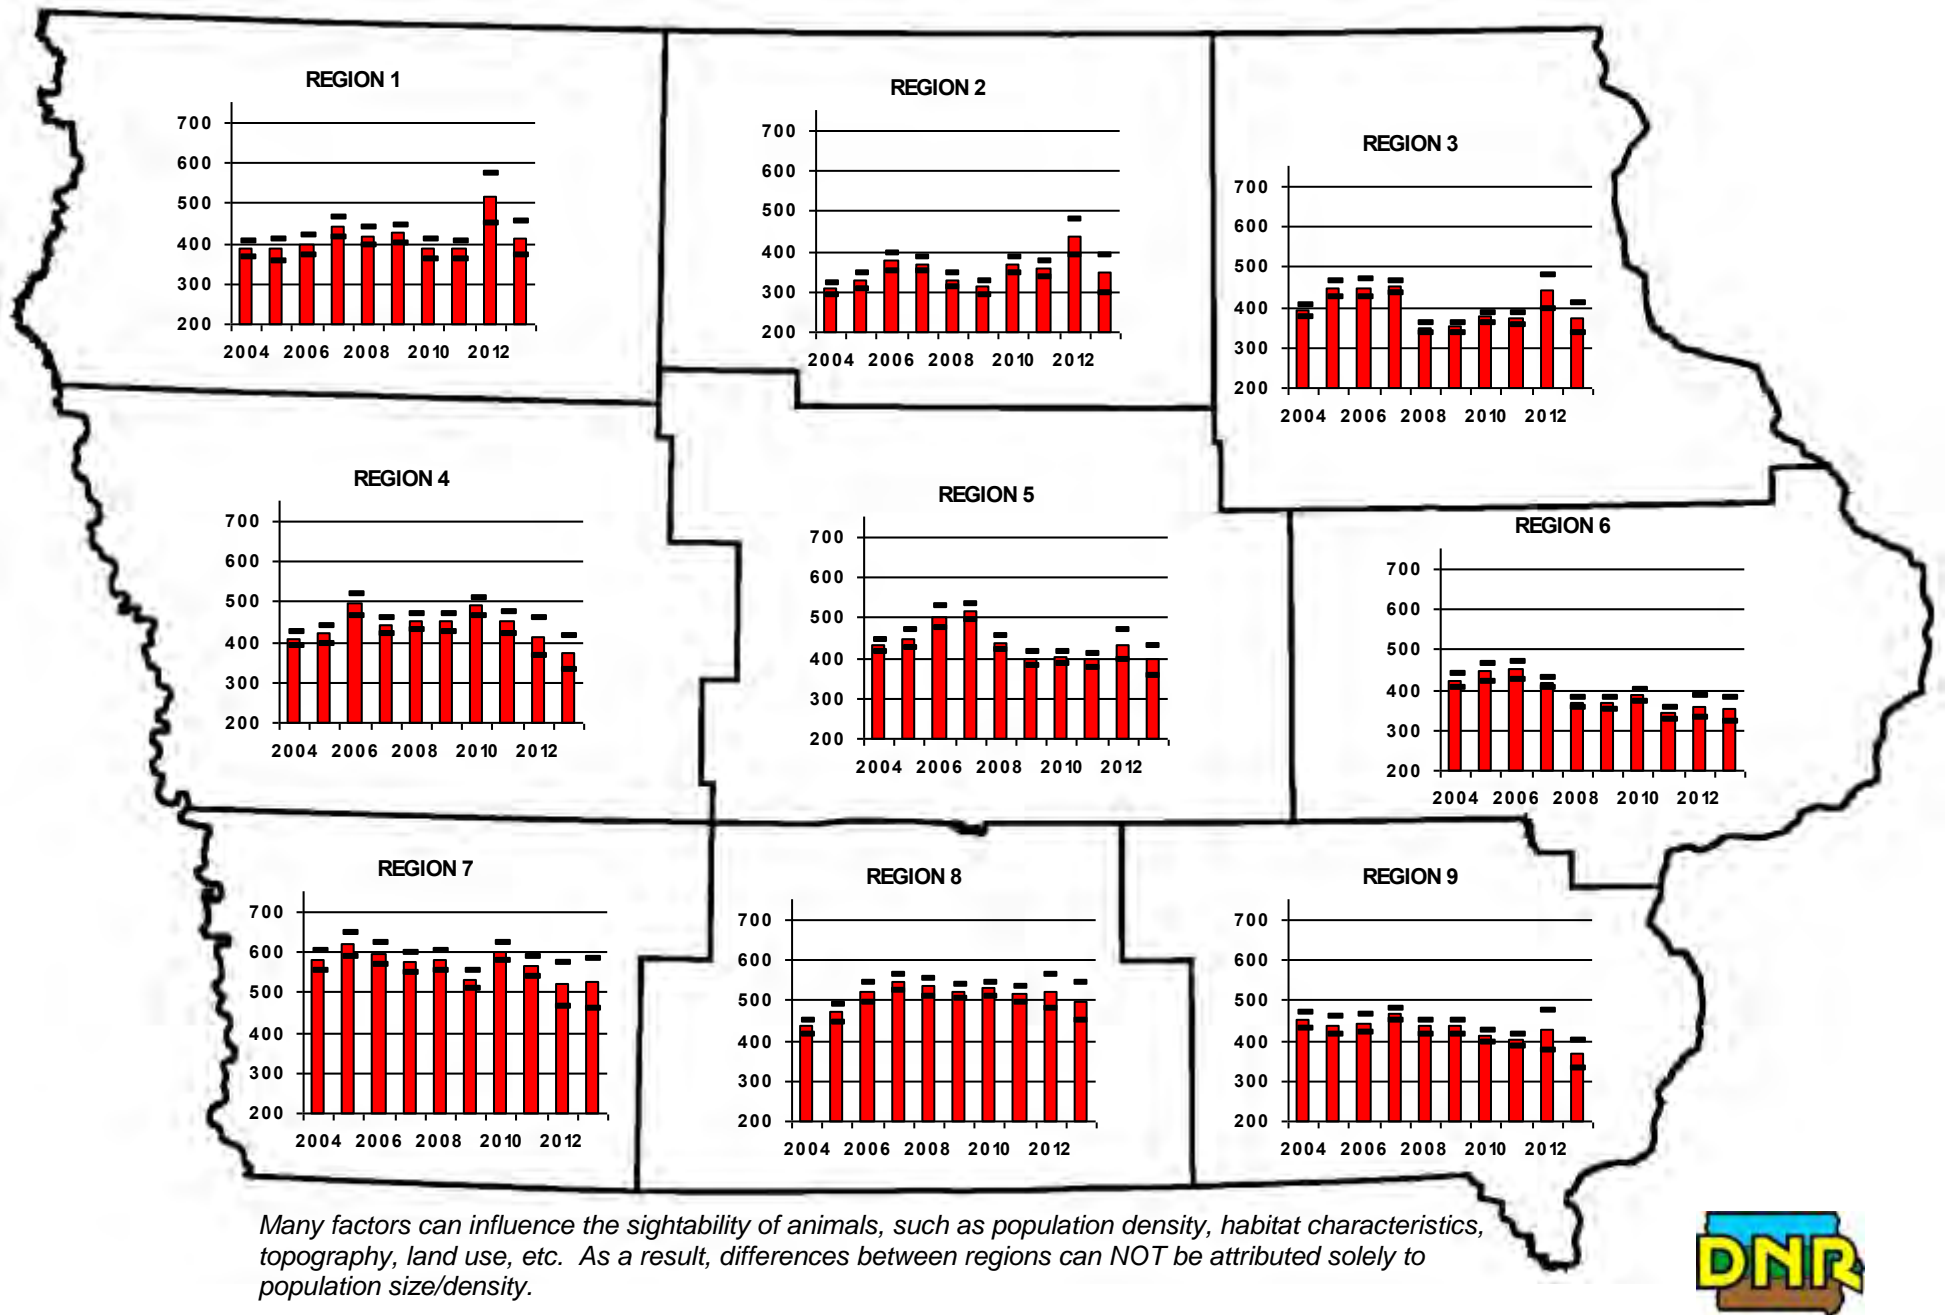 REGION 1
700
600
500
400
300
200
2004 2006 2008 2010 2012
REGION 2
700
600
500
400
300
200
2004 2006 2008 2010 2012
REGION 3
700
600
500
400
300
200
2004 2006 2008 2010 2012
REGION 4
700
600
500
400
300
200
2004 2006 2008 2010 2012
REGION 5
700
600
500
400
300
200
2004 2006 2008 2010 2012
REGION 6
700
600
500
400
300
200
2004 2006 2008 2010 2012
REGION 7
700
600
500
400
300
200
2004 2006 2008 2010 2012
REGION 8
700
600
500
400
300
200
2004 2006 2008 2010 2012
REGION 9
700
600
500
400
300
200
2004 2006 2008 2010 2012
Many factors can influence the sightability of animals, such as population density, habitat characteristics,
topography, land use, etc. As a result, differences between regions can NOT be attributed solely to
population size/density.
DNR